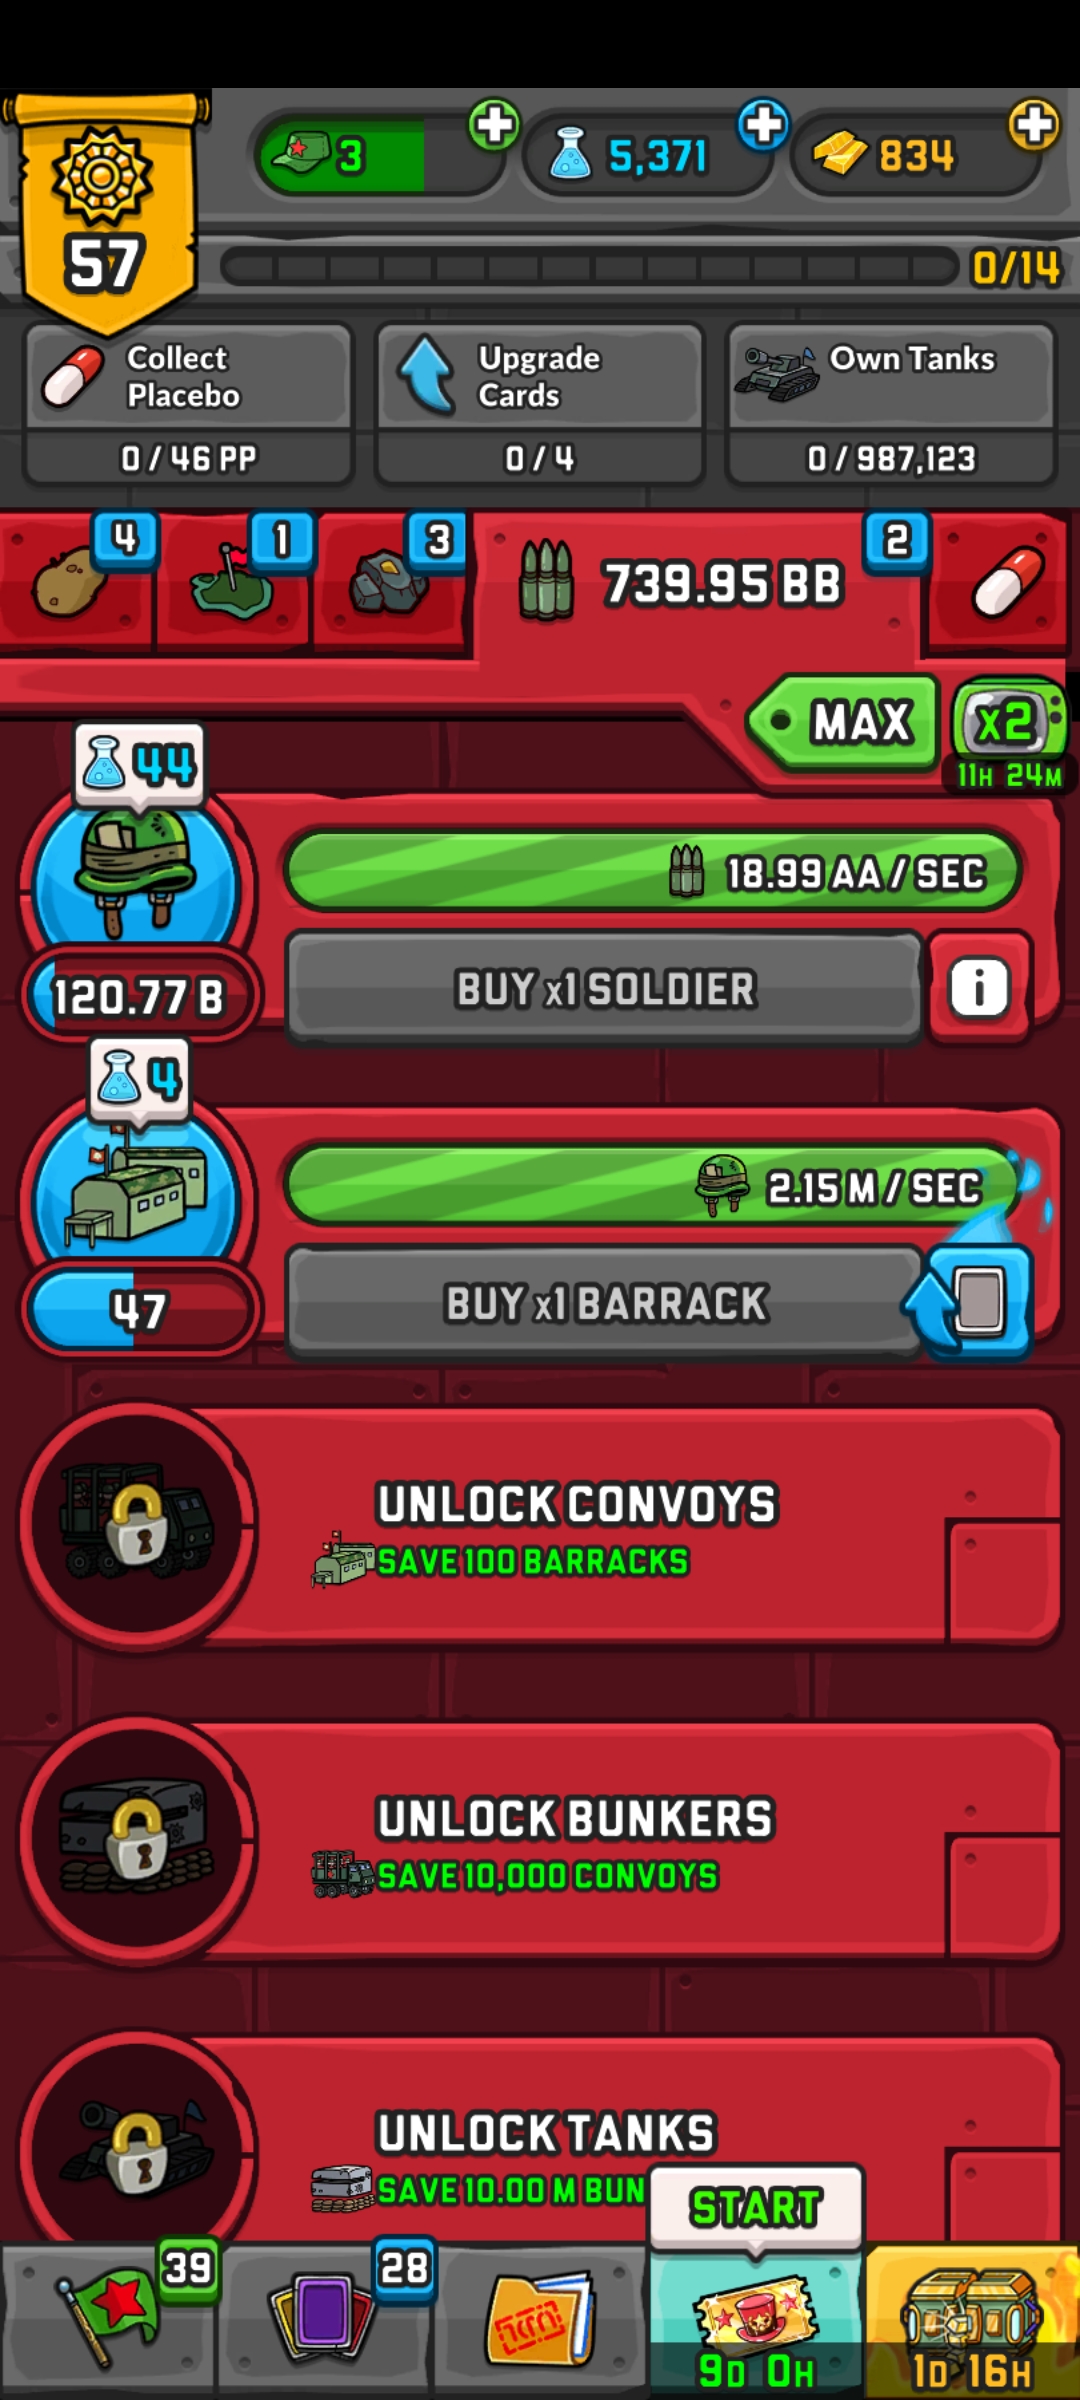 57
3
5,371
834
0/14
Collect
Placebo
0 / 46 PP
Upgrade
Cards
0 / 4
Own Tanks
0 / 987,123
4
1
3
739.95 BB
2
MAX
x2
11H 24M
44
18.99 AA / SEC
120.77 B
BUY x1 SOLDIER
i
4
2.15 M / SEC
47
BUY x1 BARRACK
UNLOCK CONVOYS
SAVE 100 BARRACKS
UNLOCK BUNKERS
SAVE 10,000 CONVOYS
UNLOCK TANKS
SAVE 10.00 M BUN
START
39
28
9D 0H
1D 16H